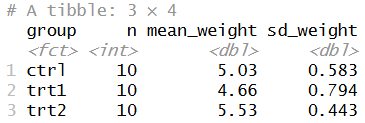 # A tibble: 3 × 4
group n mean_weight sd_weight
<fct> <int> <dbl> <dbl>
1 ctrl 10 5.03 0.583
2 trt1 10 4.66 0.794
3 trt2 10 5.53 0.443